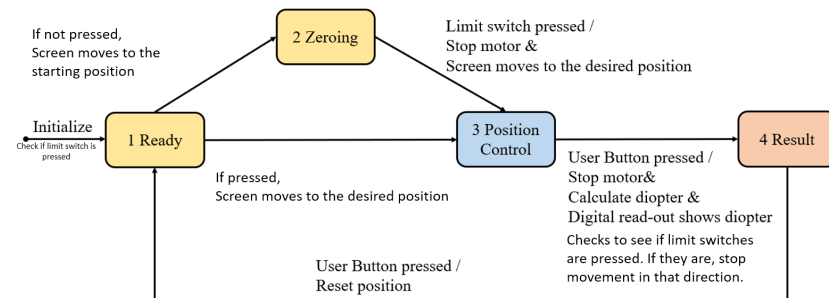 If not pressed,
Screen moves to the
starting position
2 Zeroing
Limit switch pressed /
Stop motor &
Screen moves to the desired position
Initialize
Check if limit switch is
pressed
1 Ready
3 Position
Control
4 Result
If pressed,
Screen moves to the desired position
User Button pressed /
Stop motor&
Calculate diopter &
Digital read-out shows diopter
Checks to see if limit switches
are pressed. If they are, stop
movement in that direction.
User Button pressed /
Reset position